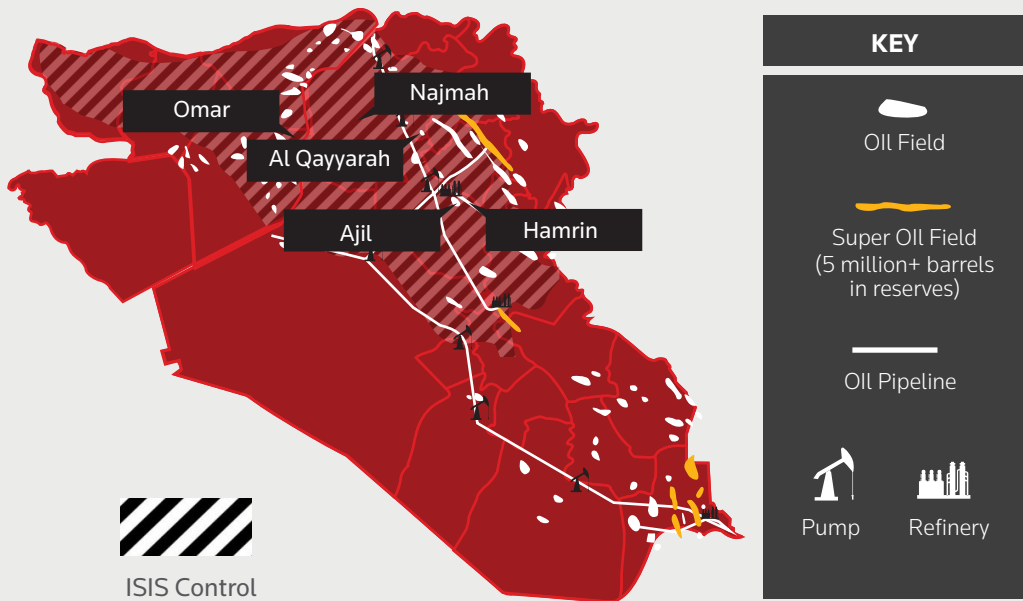 Omar
Najmah
Al Qayyarah
Ajil
Hamrin
ISIS Control
KEY
OIl Field
Super Oil Field
(5 million+ barrels
in reserves)
OIl Pipeline
Pump
Refinery